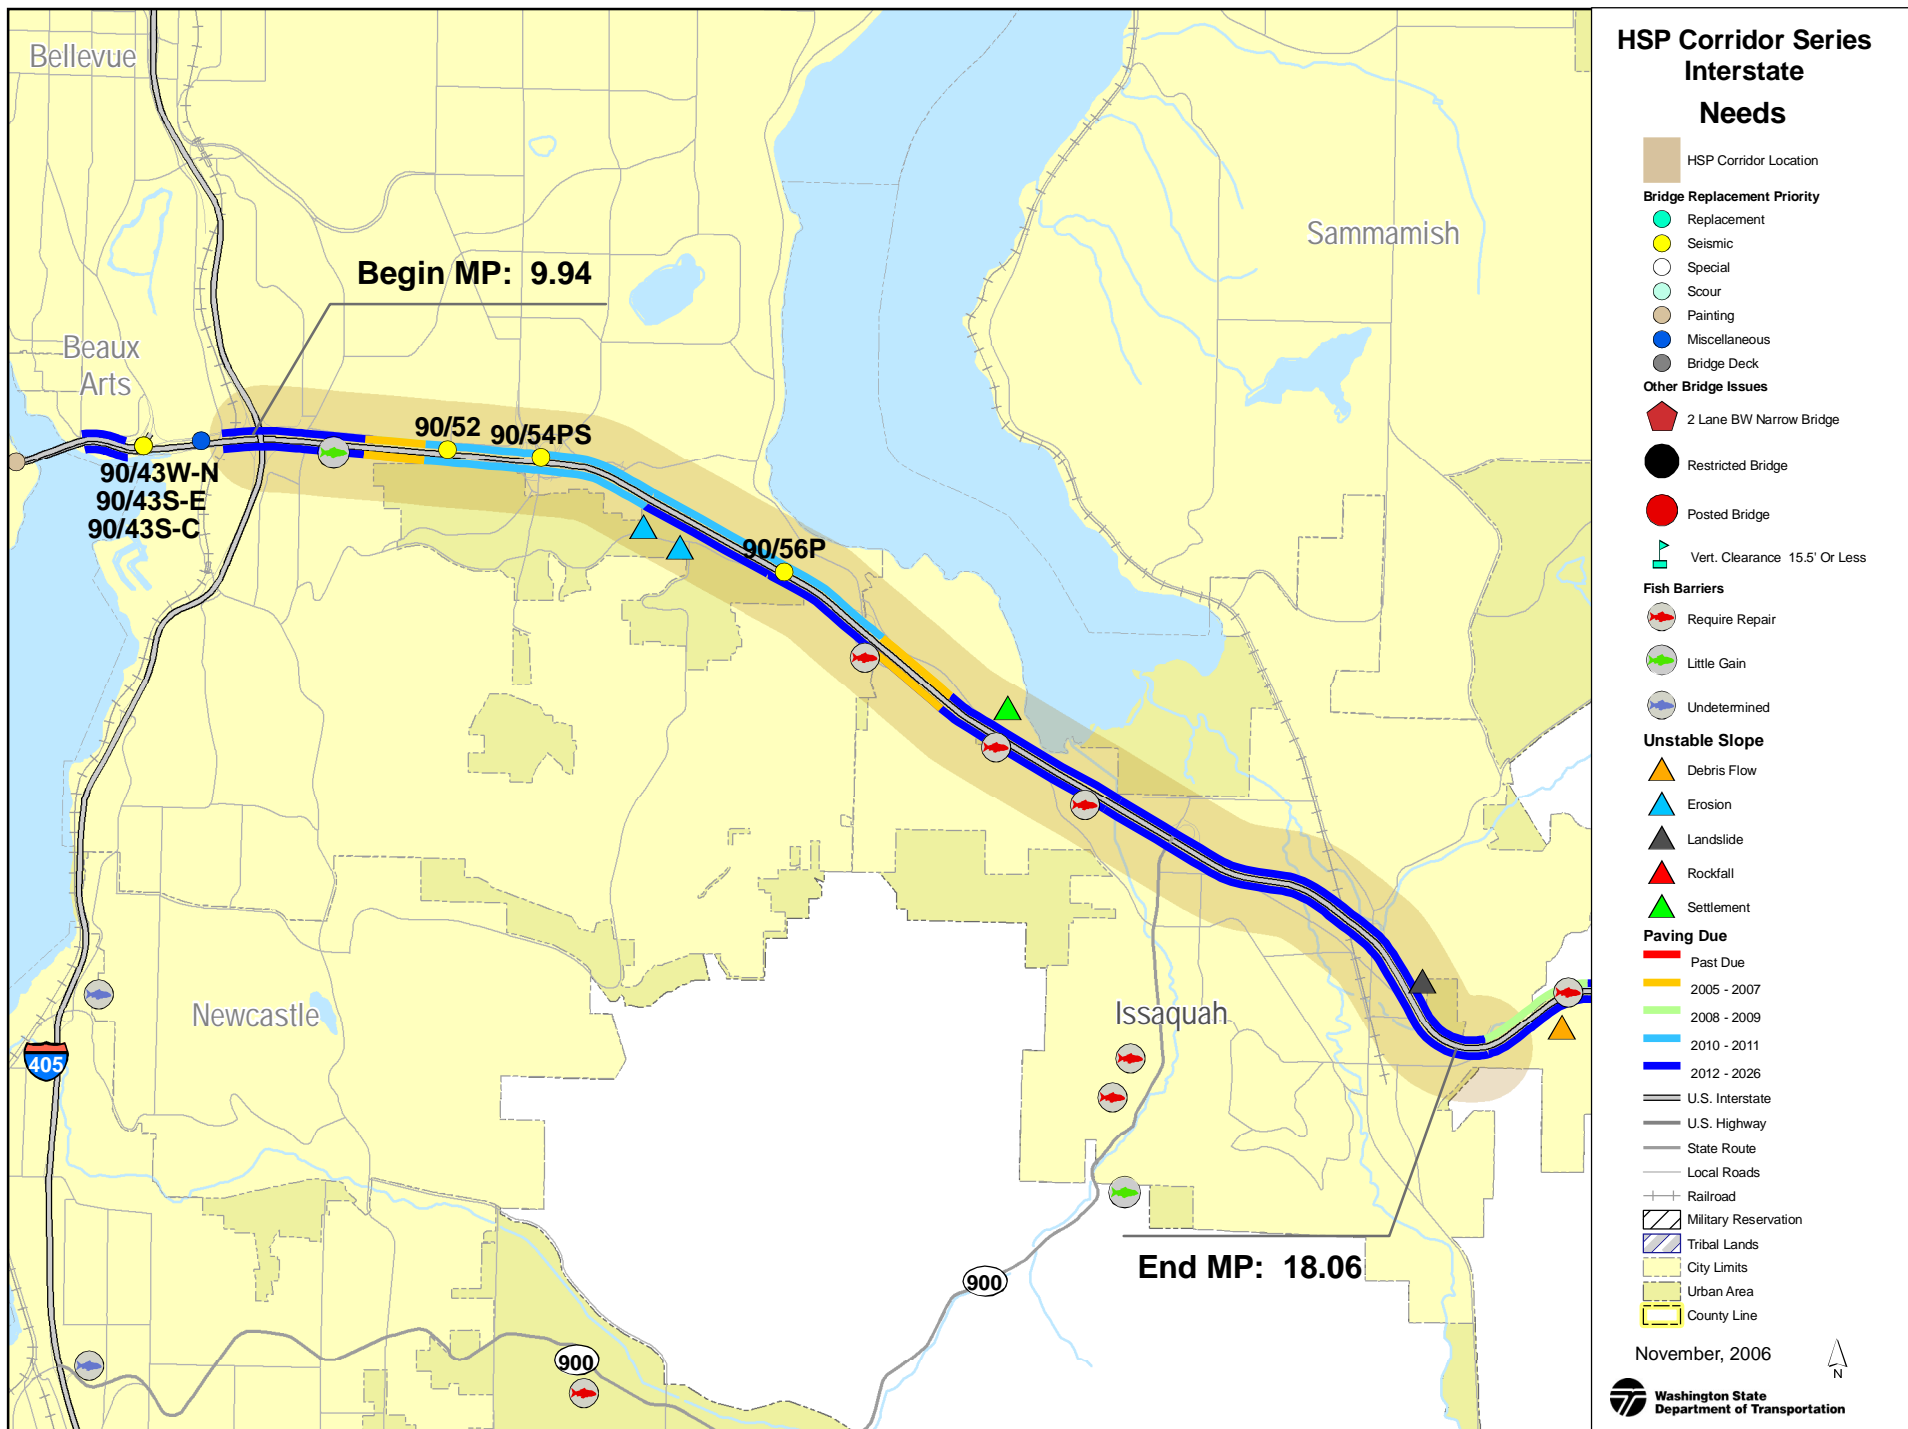 Bellevue
Begin MP: 9.94
Sammamish
Beaux
Arts
90/52
90/54PS
90/43W-N
90/43S-E
90/43S-C
90/56P
Newcastle
Issaquah
405
End MP: 18.06
900
900
HSP Corridor Series
Interstate
Needs
HSP Corridor Location
Bridge Replacement Priority
Replacement
Seismic
Special
Scour
Painting
Miscellaneous
Bridge Deck
Other Bridge Issues
2 Lane BW Narrow Bridge
Restricted Bridge
Posted Bridge
Vert. Clearance 15.5' Or Less
Fish Barriers
Require Repair
Little Gain
Undetermined
Unstable Slope
Debris Flow
Erosion
Landslide
Rockfall
Settlement
Paving Due
Past Due
2005 - 2007
2008 - 2009
2010 - 2011
2012 - 2026
U.S. Interstate
U.S. Highway
State Route
Local Roads
Railroad
Military Reservation
Tribal Lands
City Limits
Urban Area
County Line
November, 2006
N
Washington State
Department of Transportation